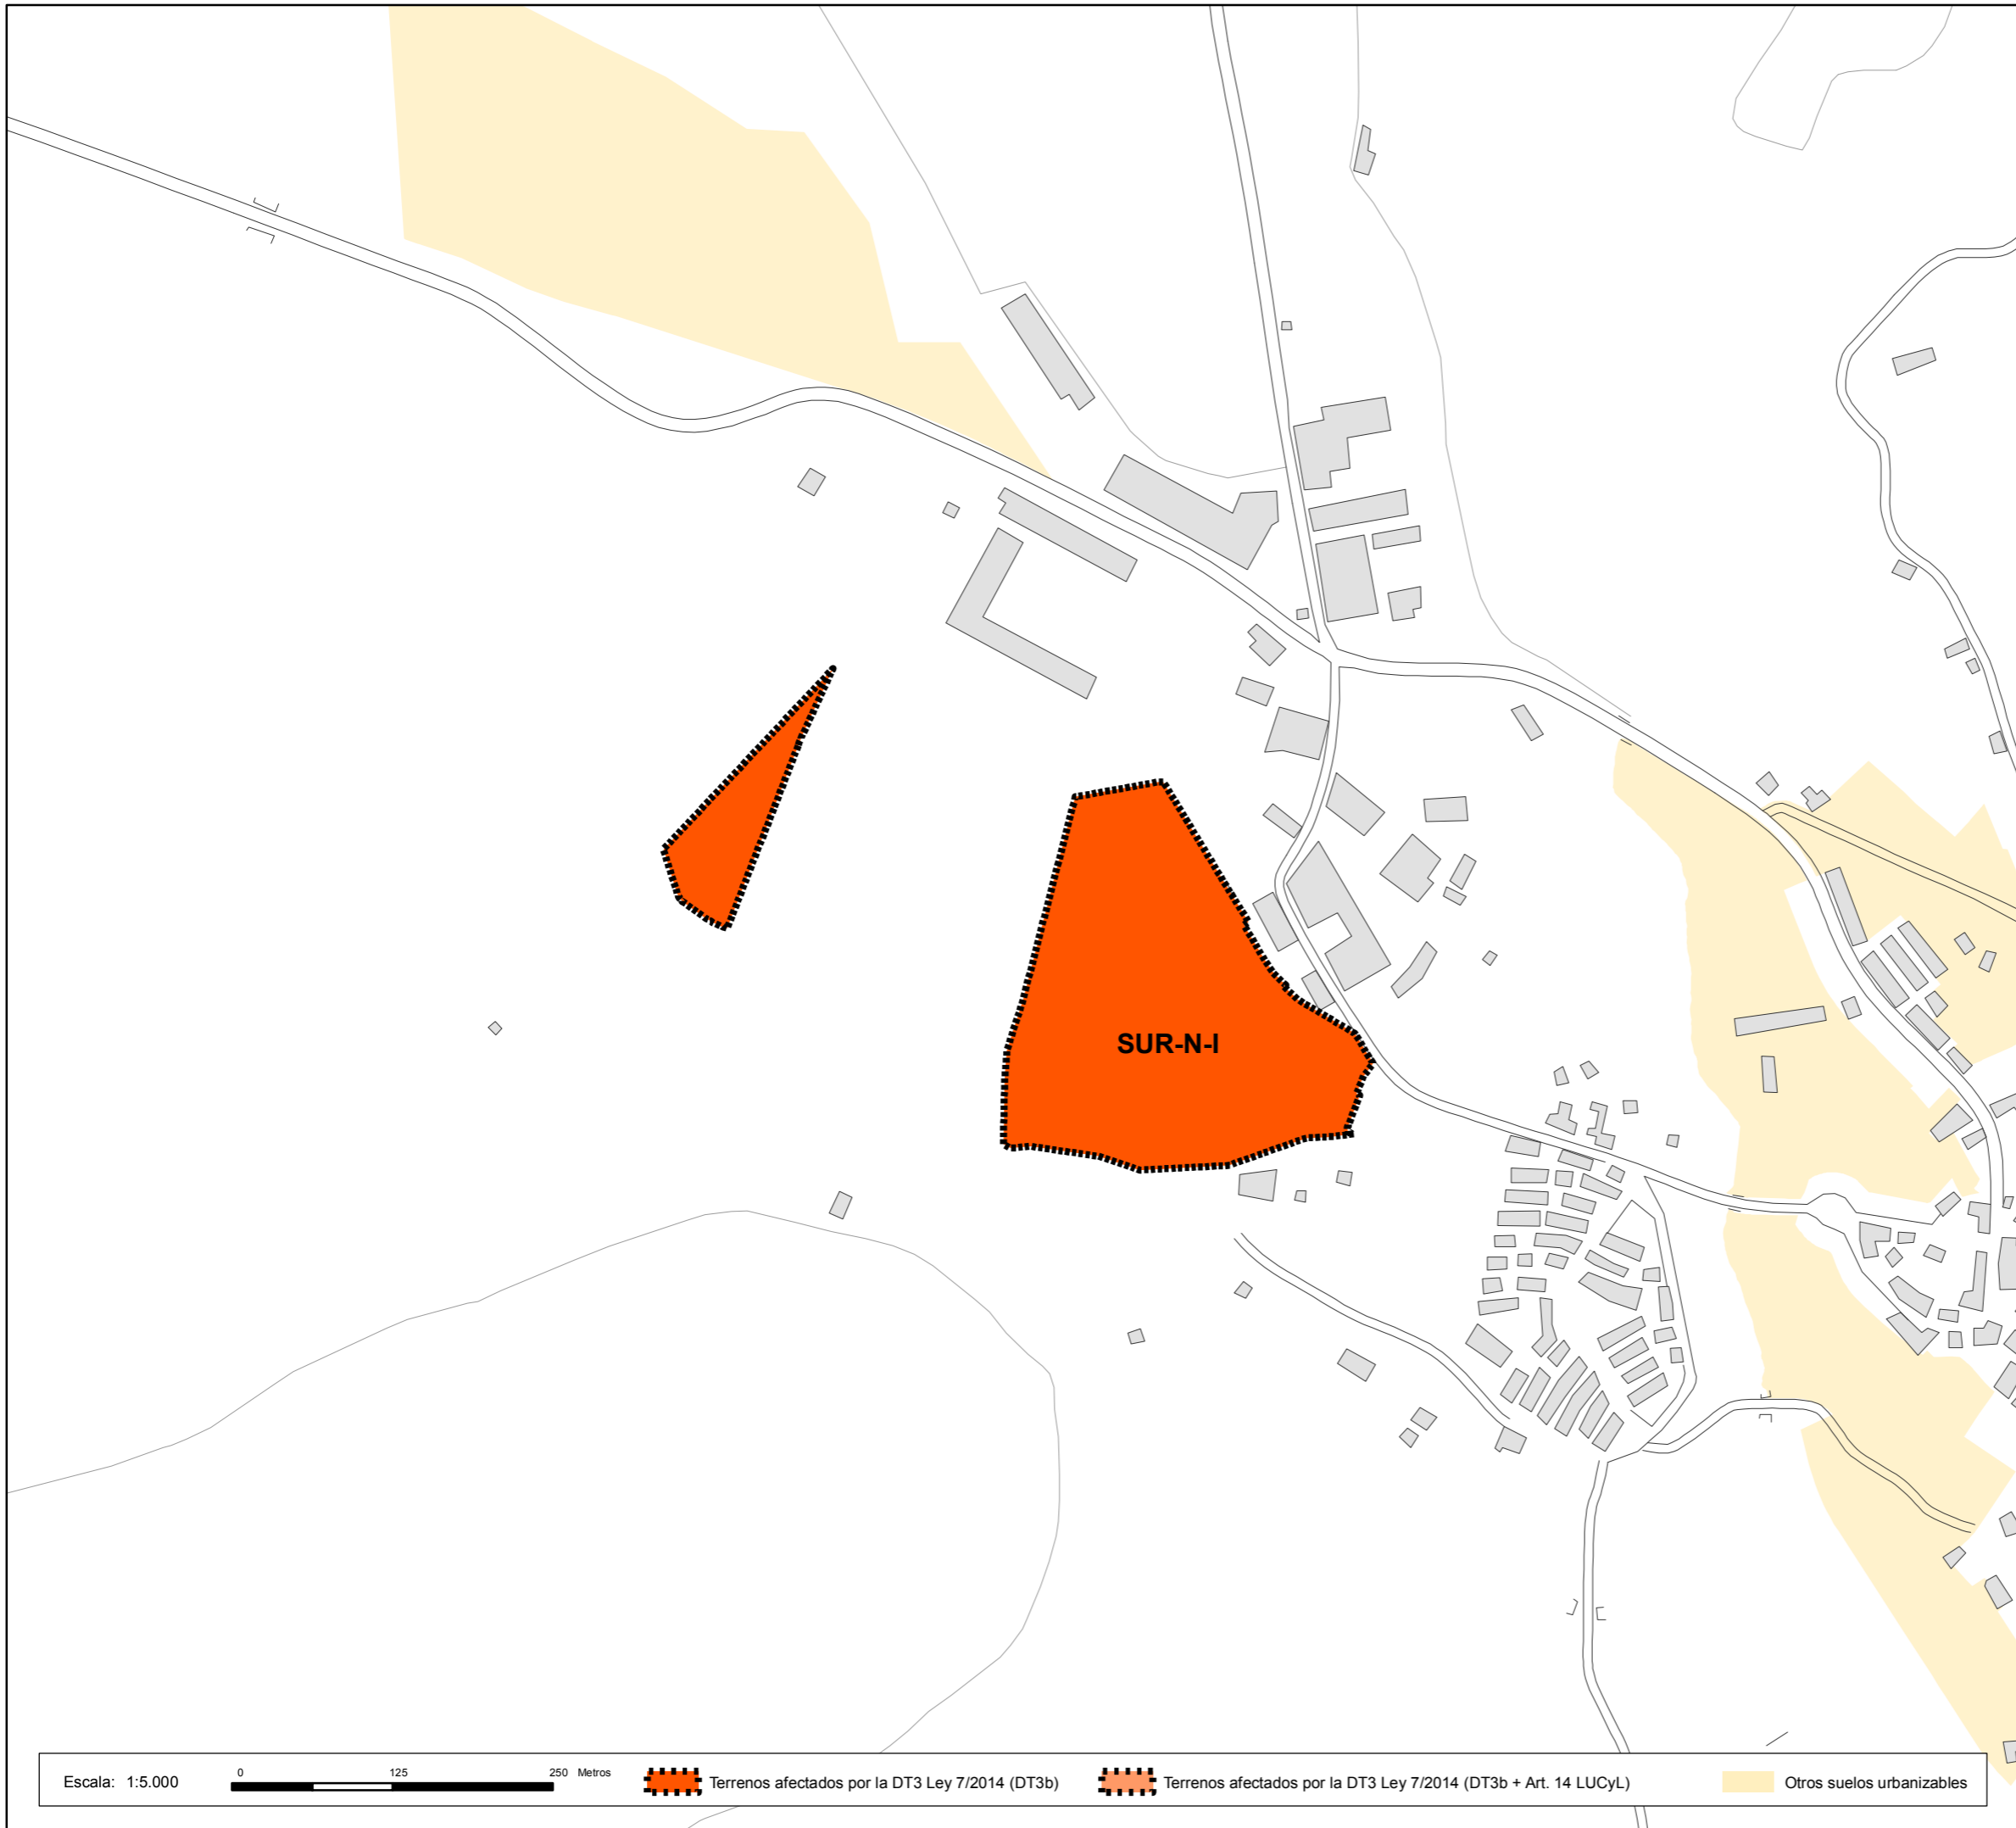 SUR-N-I
Escala: 1:5.000
0 125 250 Metros
Terrenos afectados por la DT3 Ley 7/2014 (DT3b)
Terrenos afectados por la DT3 Ley 7/2014 (DT3b + Art. 14 LUCyL)
Otros suelos urbanizables